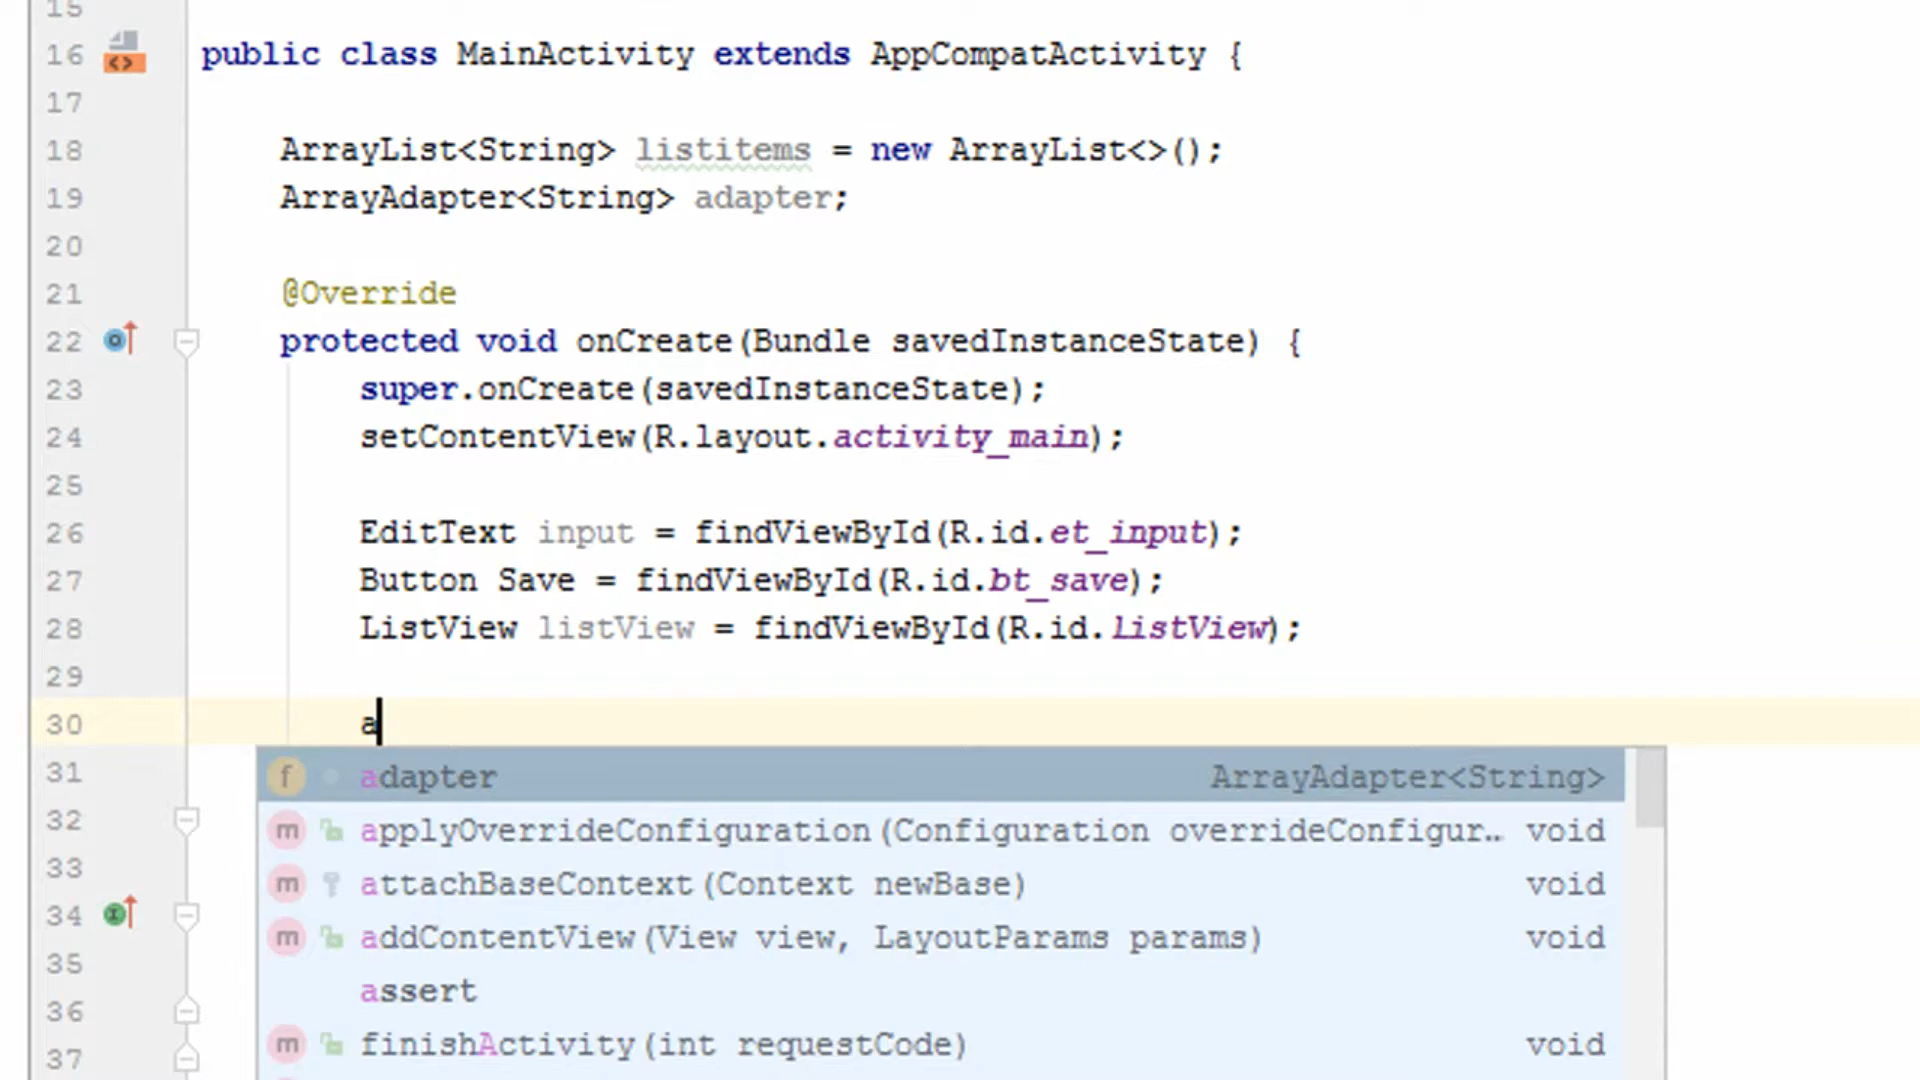 15
16 public class MainActivity extends AppCompatActivity {
17
18 ArrayList<String> listitems = new ArrayList<>();
19 ArrayAdapter<String> adapter;
20
21 @Override
22 protected void onCreate(Bundle savedInstanceState) {
23 super.onCreate(savedInstanceState);
24 setContentView(R.layout.activity_main);
25
26 EditText input = findViewById(R.id.et_input);
27 Button Save = findViewById(R.id.bt_save);
28 ListView listView = findViewById(R.id.listView);
29
30 a
31 f adapter ArrayAdapter<String>
32 m applyOverrideConfiguration(Configuration overrideConfigur… void
33 m attachBaseContext(Context newBase) void
34 m addContentView(View view, LayoutParams params) void
35 assert
36 m finishActivity(int requestCode) void
37